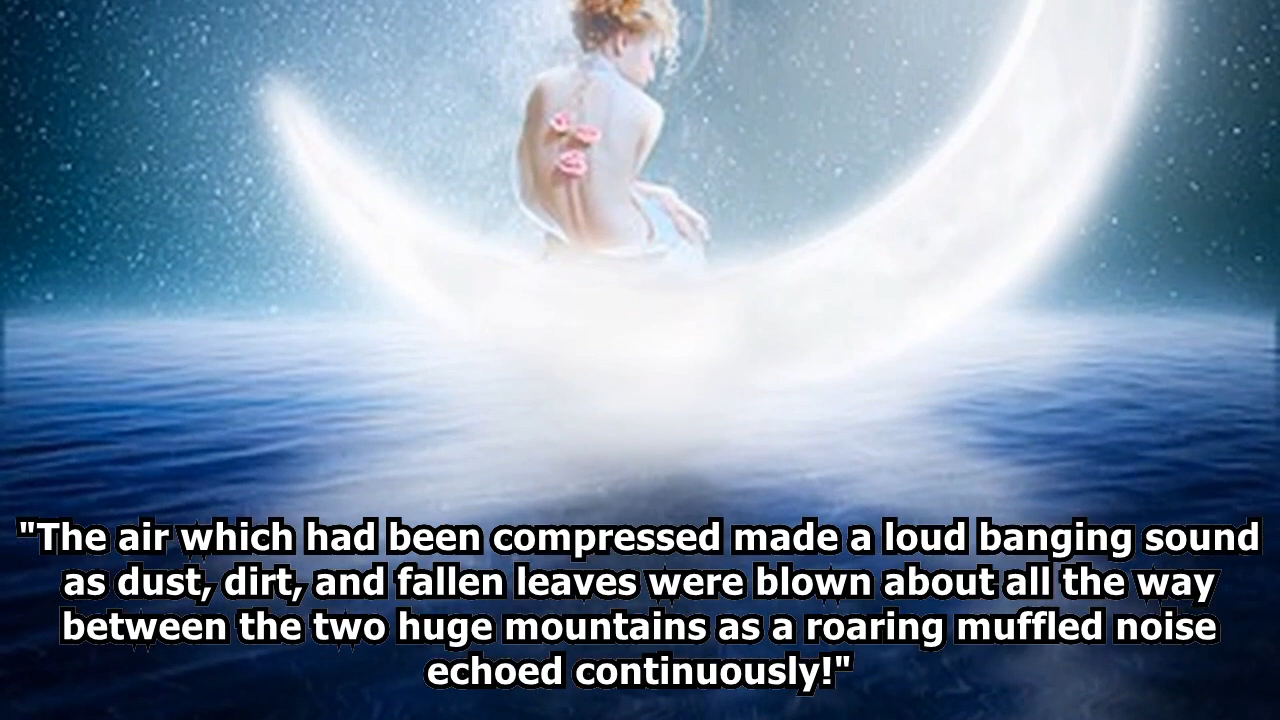 "The air which had been compressed made a loud banging sound
as dust, dirt, and fallen leaves were blown about all the way
between the two huge mountains as a roaring muffled noise
echoed continuously!"